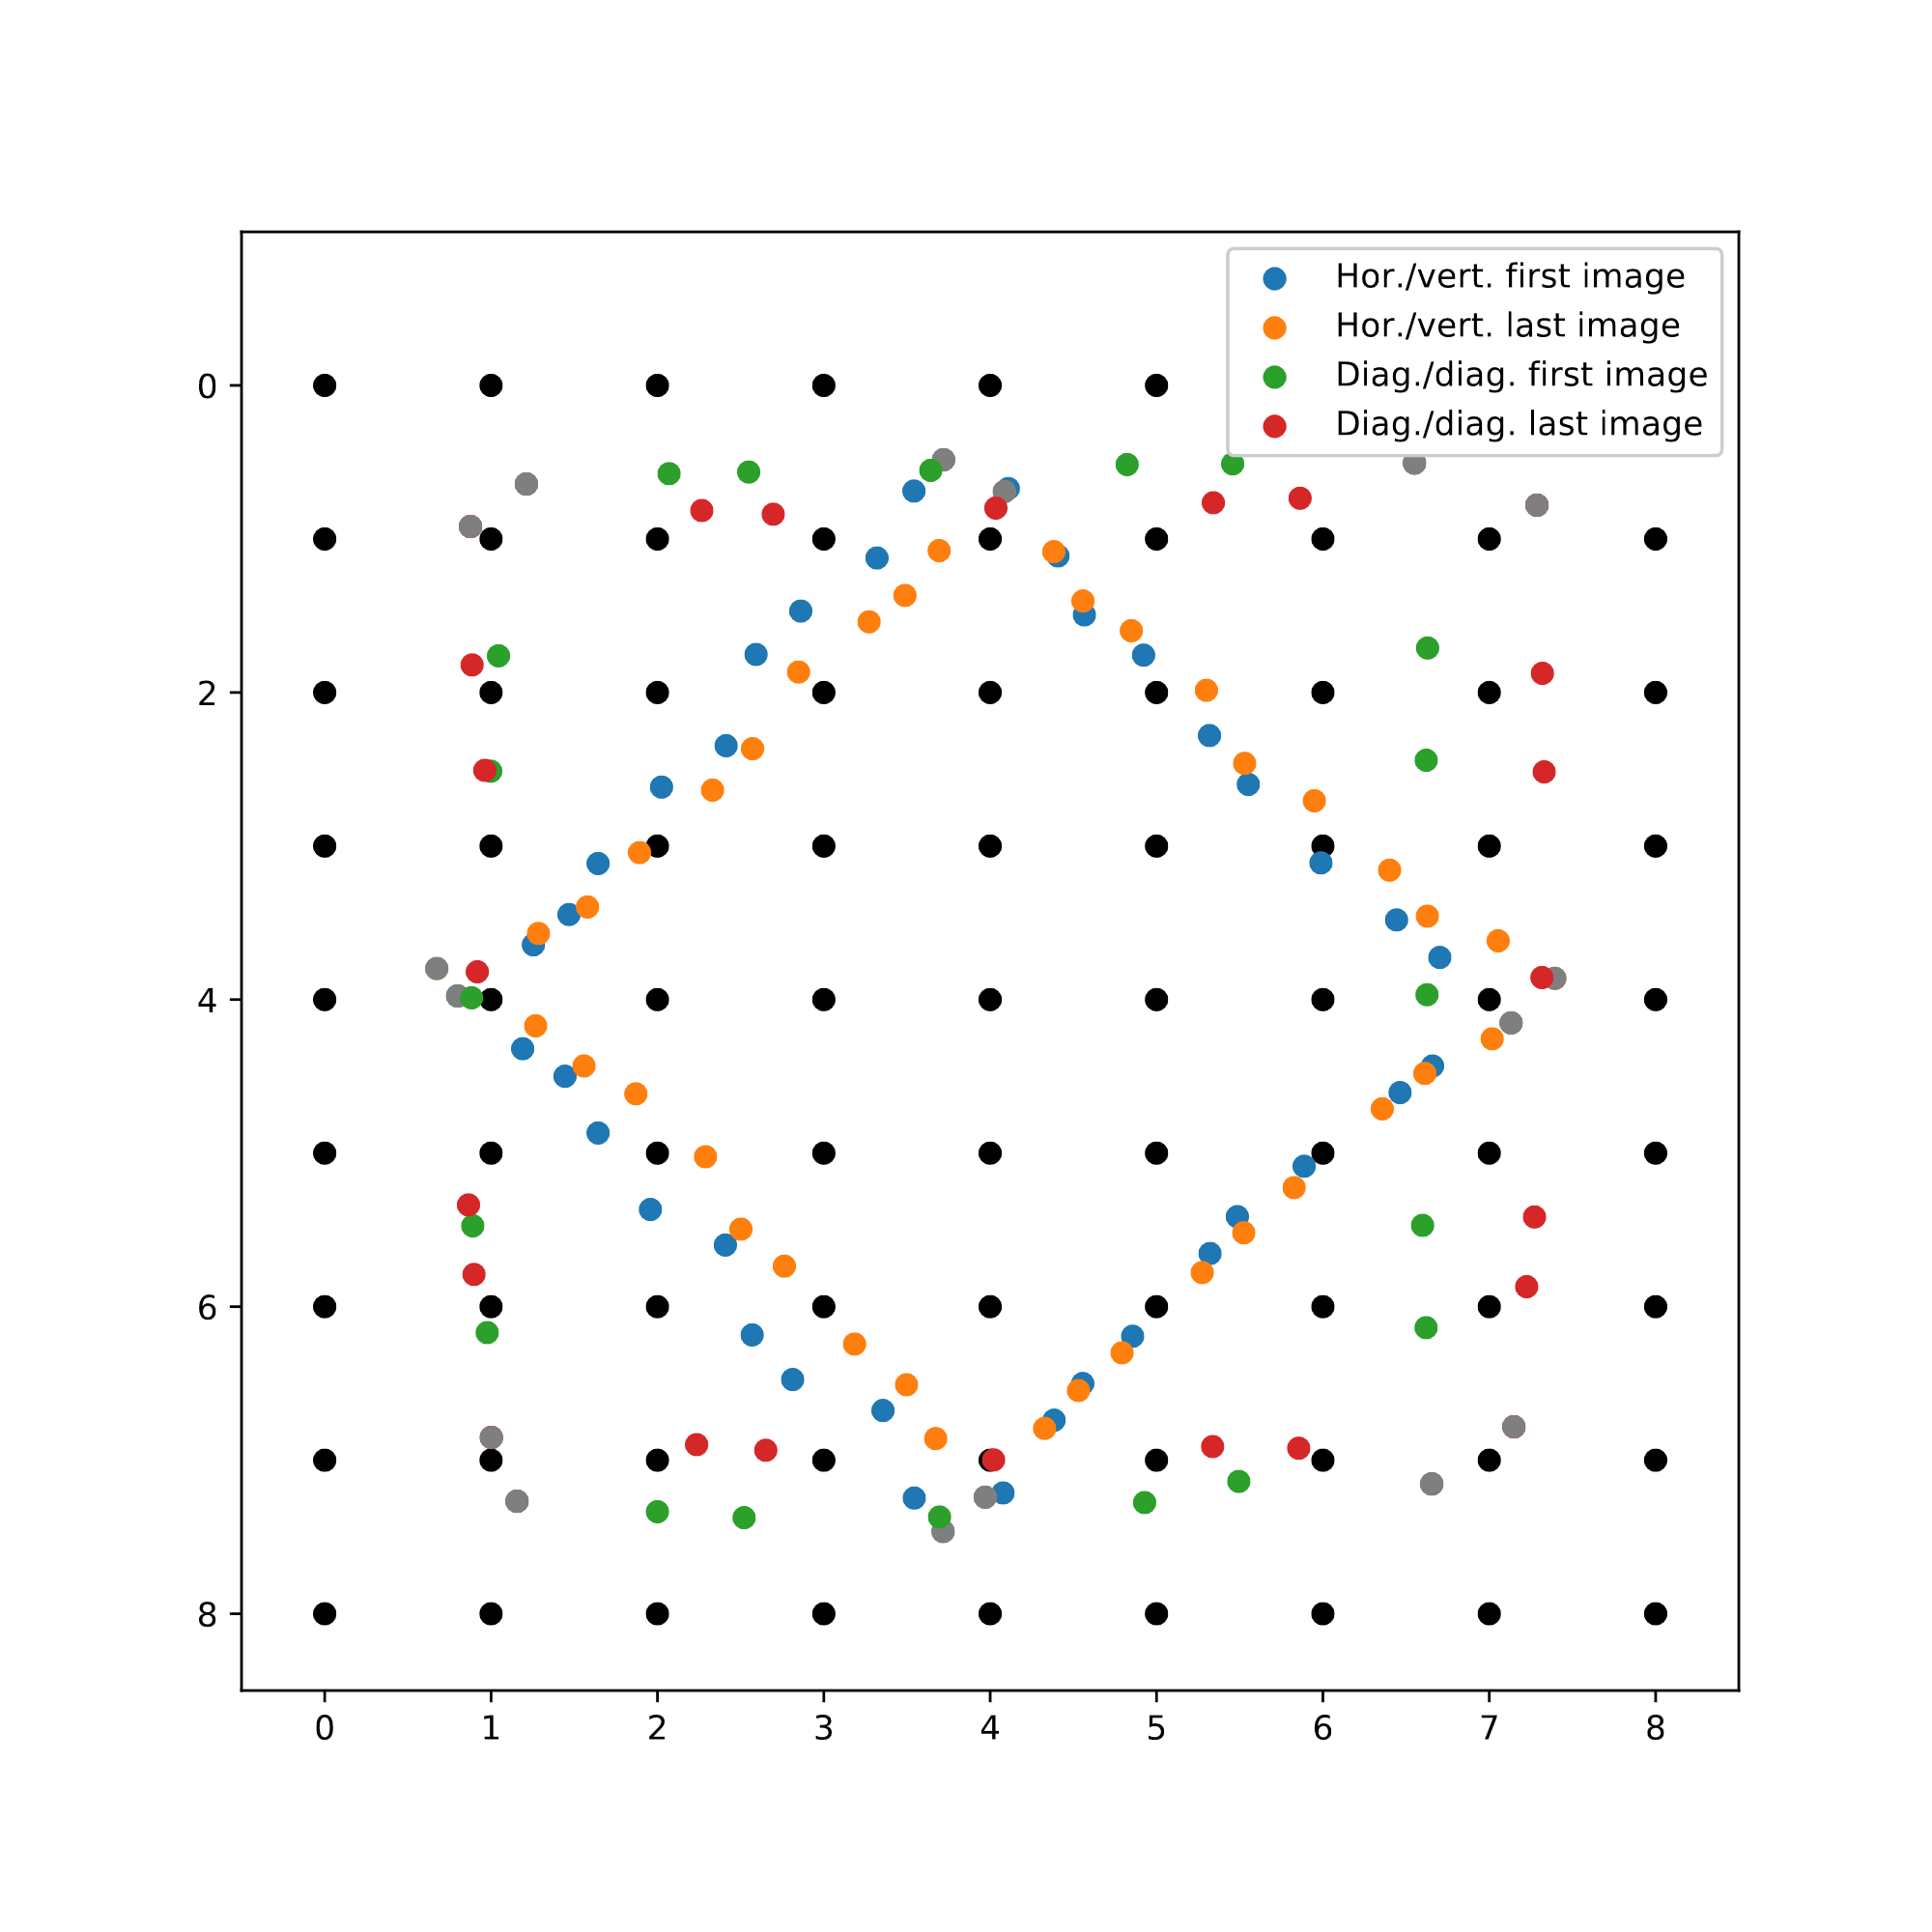 Hor./vert. first image
Hor./vert. last image
Diag./diag. first image
Diag./diag. last image
0
2
4
6
8
0 1 2 3 4 5 6 7 8